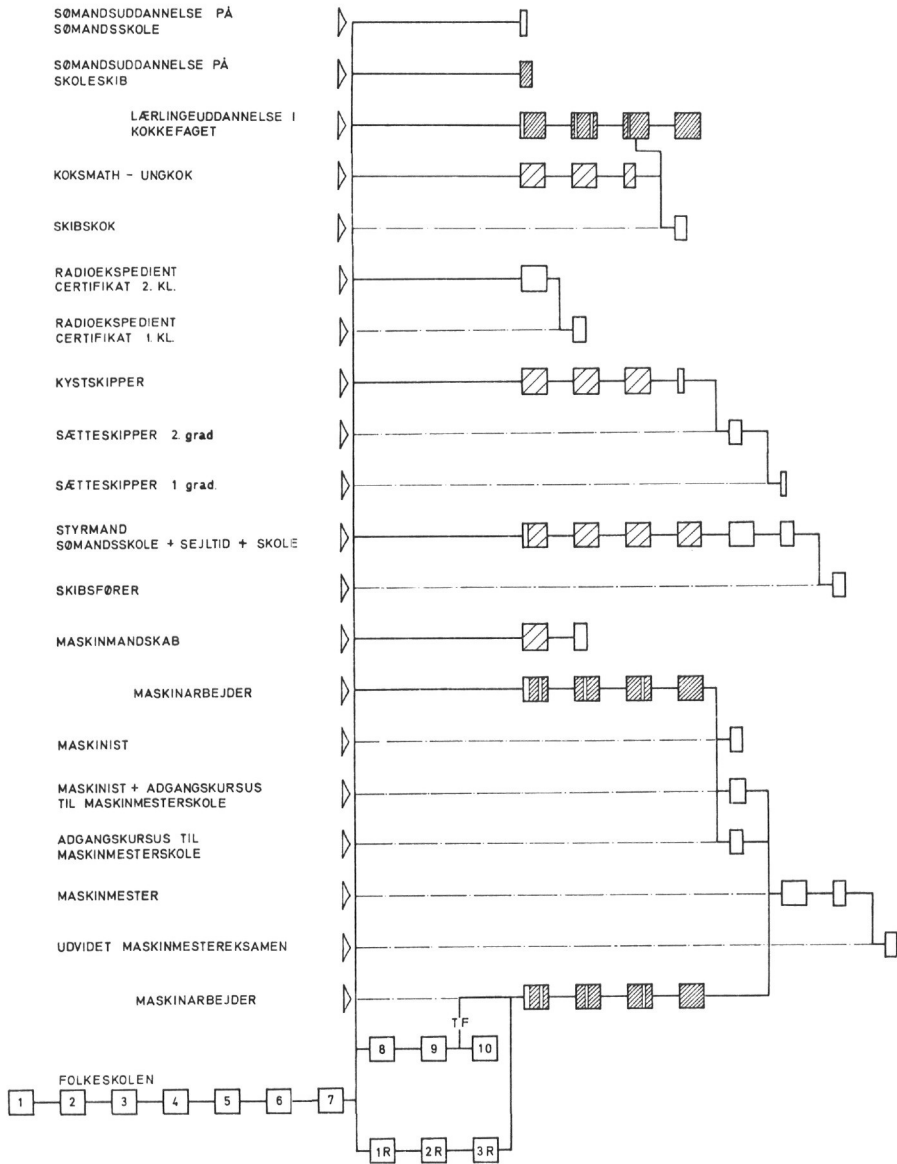 SØMANDSUDDANNELSE PÅ
SØMANDSSKOLE
SØMANDSUDDANNELSE PÅ
SKOLESKIB
LÆRLINGEUDDANNELSE I
KOKKEFAGET
KOKSMATH - UNGKOK
SKIBSKOK
RADIOEKSPEDIENT
CERTIFIKAT 2. KL.
RADIOEKSPEDIENT
CERTIFIKAT 1. KL.
KYSTSKIPPER
SÆTTESKIPPER 2. grad
SÆTTESKIPPER 1 grad.
STYRMAND
SØMANDSSKOLE + SEJLTID + SKOLE
SKIBSFØRER
MASKINMANDSKAB
MASKINARBEJDER
MASKINIST
MASKINIST + ADGANGSKURSUS
TIL MASKINMESTERSKOLE
ADGANGSKURSUS TIL
MASKINMESTERSKOLE
MASKINMESTER
UDVIDET MASKINMESTEREKSAMEN
MASKINARBEJDER
TF
8 9 10
FOLKESKOLEN
1 2 3 4 5 6 7
1R 2R 3R